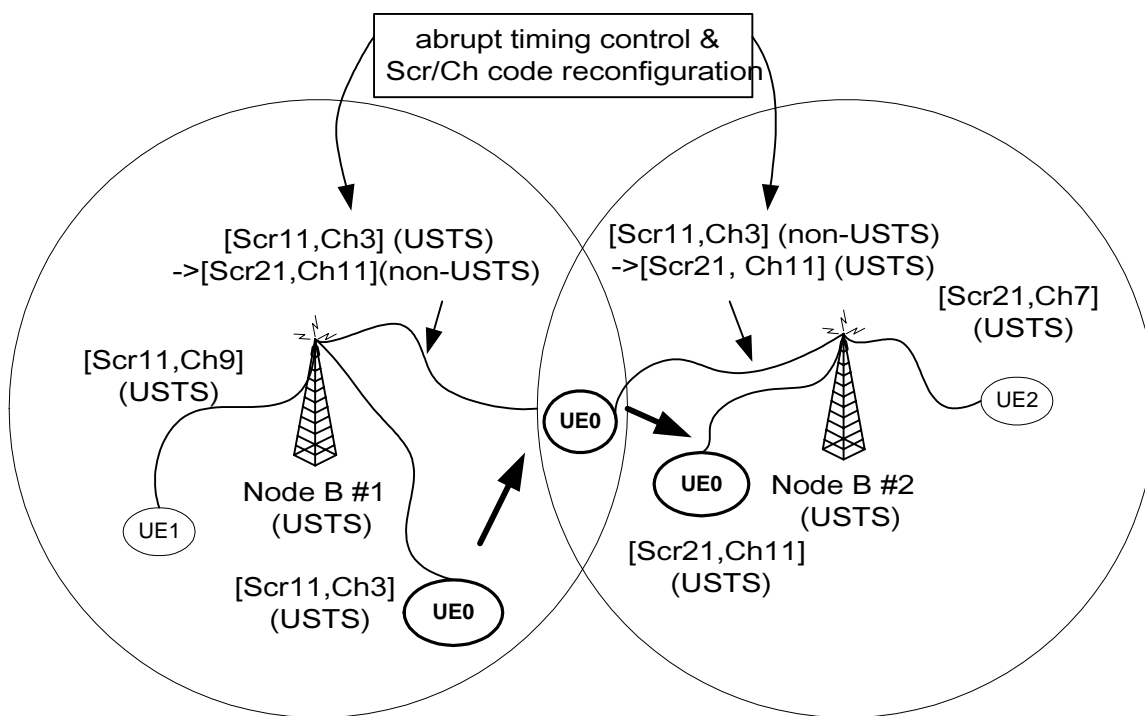 abrupt timing control &
Scr/Ch code reconfiguration
[Scr11,Ch3] (USTS)
->[Scr21,Ch11](non-USTS)
[Scr11,Ch3] (non-USTS)
->[Scr21, Ch11] (USTS)
[Scr21,Ch7]
(USTS)
[Scr11,Ch9]
(USTS)
UE0
UE2
UE0
Node B #1
(USTS)
Node B #2
(USTS)
UE1
[Scr21,Ch11]
(USTS)
[Scr11,Ch3]
(USTS)
UE0